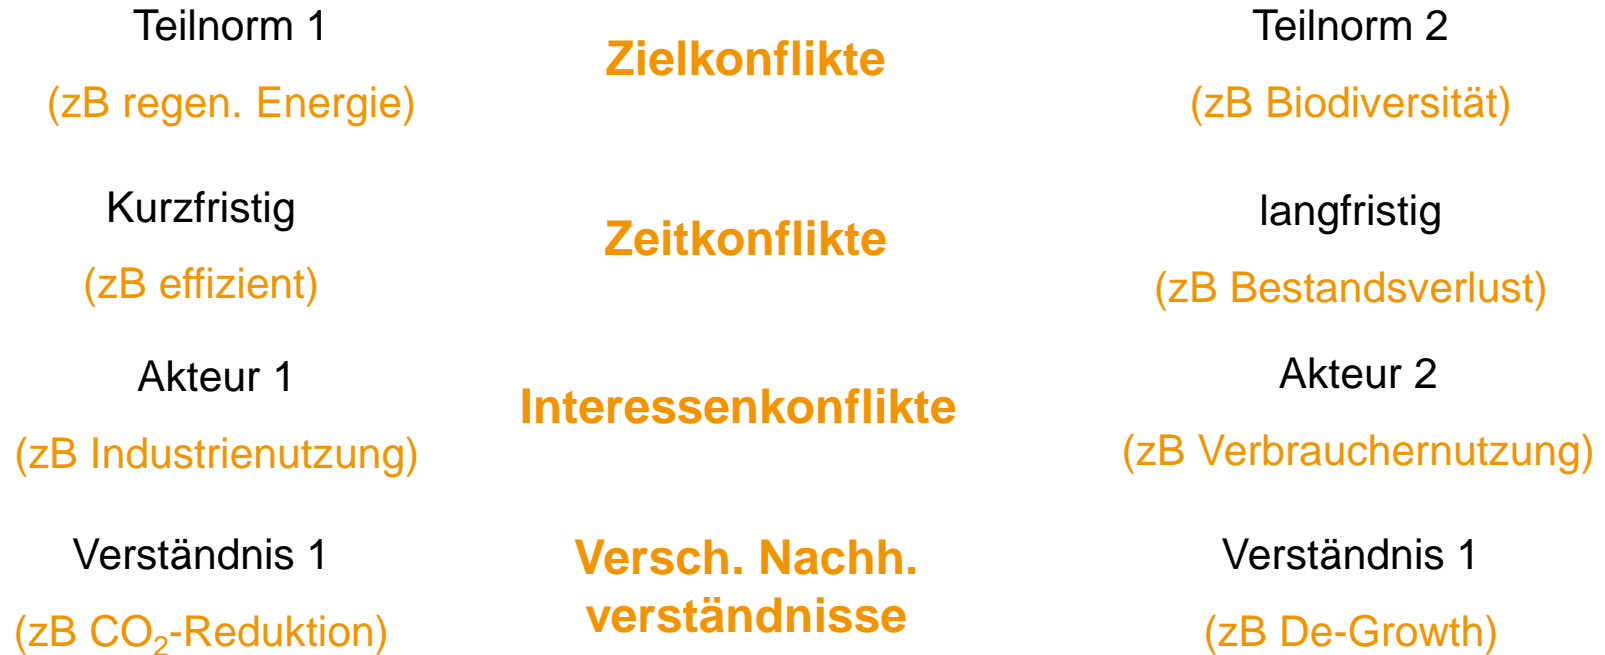 Teilnorm 1
Zielkonflikte
Teilnorm 2
(zB regen. Energie)
(zB Biodiversität)
Kurzfristig
Zeitkonflikte
langfristig
(zB effizient)
(zB Bestandsverlust)
Akteur 1
Interessenkonflikte
Akteur 2
(zB Industrienutzung)
(zB Verbrauchernutzung)
Verständnis 1
Versch. Nachh.
verständnisse
Verständnis 1
(zB CO₂-Reduktion)
(zB De-Growth)